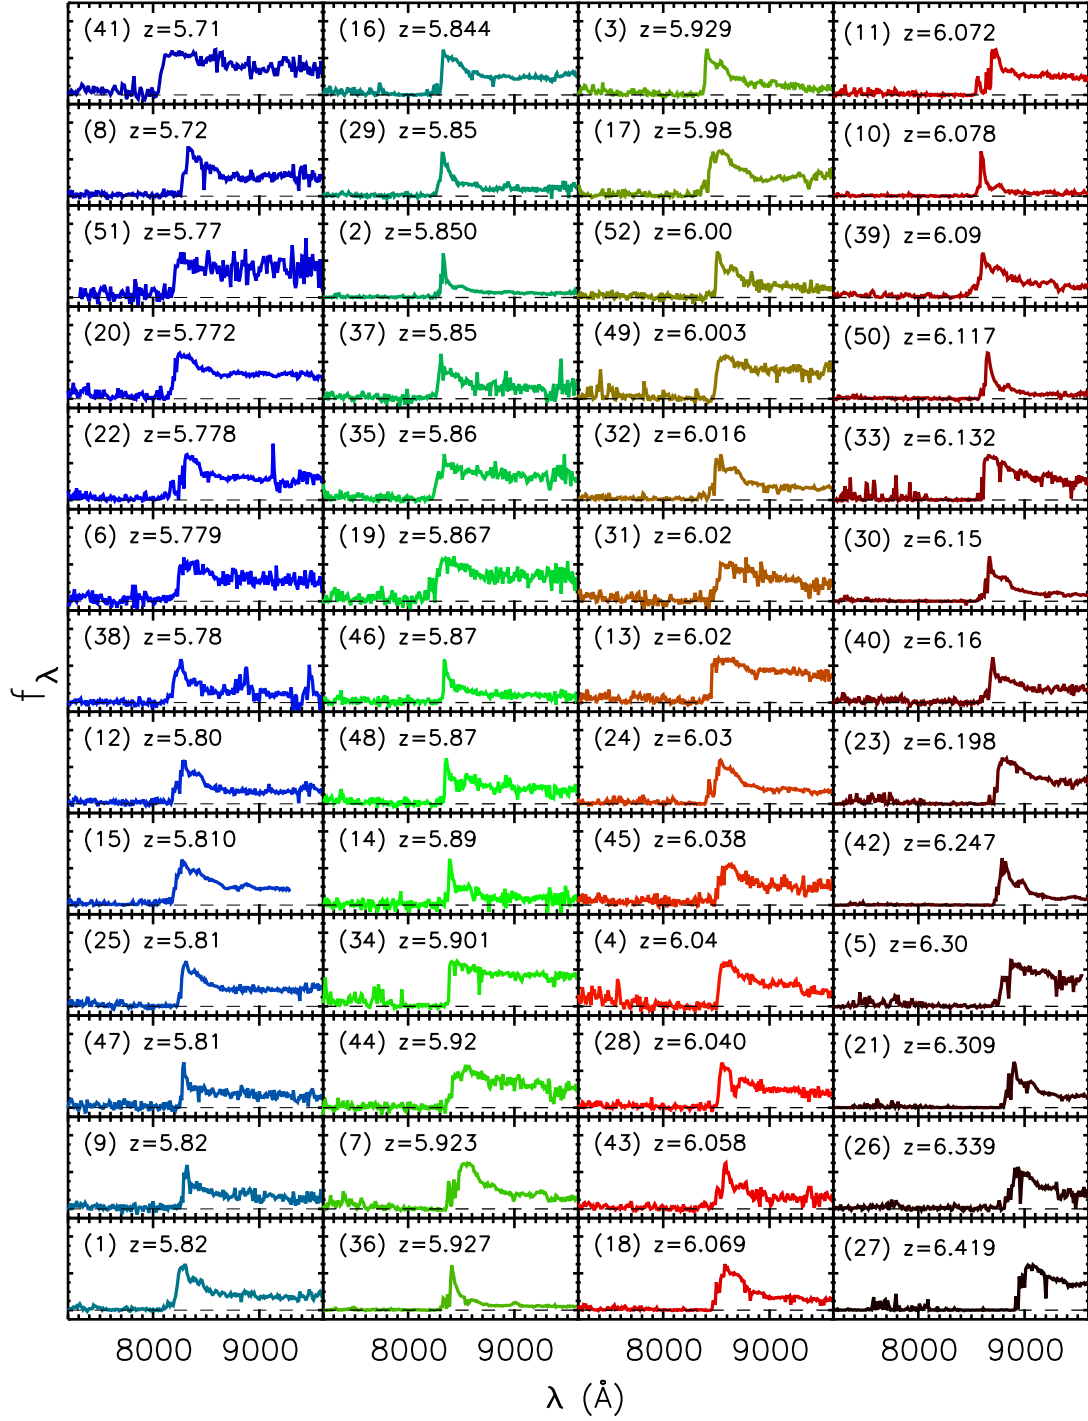 (41) z=5.71
(16) z=5.844
(3) z=5.929
(11) z=6.072
(8) z=5.72
(29) z=5.85
(17) z=5.98
(10) z=6.078
(51) z=5.77
(2) z=5.850
(52) z=6.00
(39) z=6.09
(20) z=5.772
(37) z=5.85
(49) z=6.003
(50) z=6.117
(22) z=5.778
(35) z=5.86
(32) z=6.016
(33) z=6.132
(6) z=5.779
(19) z=5.867
(31) z=6.02
(30) z=6.15
(38) z=5.78
(46) z=5.87
(13) z=6.02
(40) z=6.16
(12) z=5.80
(48) z=5.87
(24) z=6.03
(23) z=6.198
(15) z=5.810
(14) z=5.89
(45) z=6.038
(42) z=6.247
(25) z=5.81
(34) z=5.901
(4) z=6.04
(5) z=6.30
(47) z=5.81
(44) z=5.92
(28) z=6.040
(21) z=6.309
(9) z=5.82
(7) z=5.923
(43) z=6.058
(26) z=6.339
(1) z=5.82
(36) z=5.927
(18) z=6.069
(27) z=6.419
fλ
8000 9000 8000 9000 8000 9000 8000 9000
λ (Å)